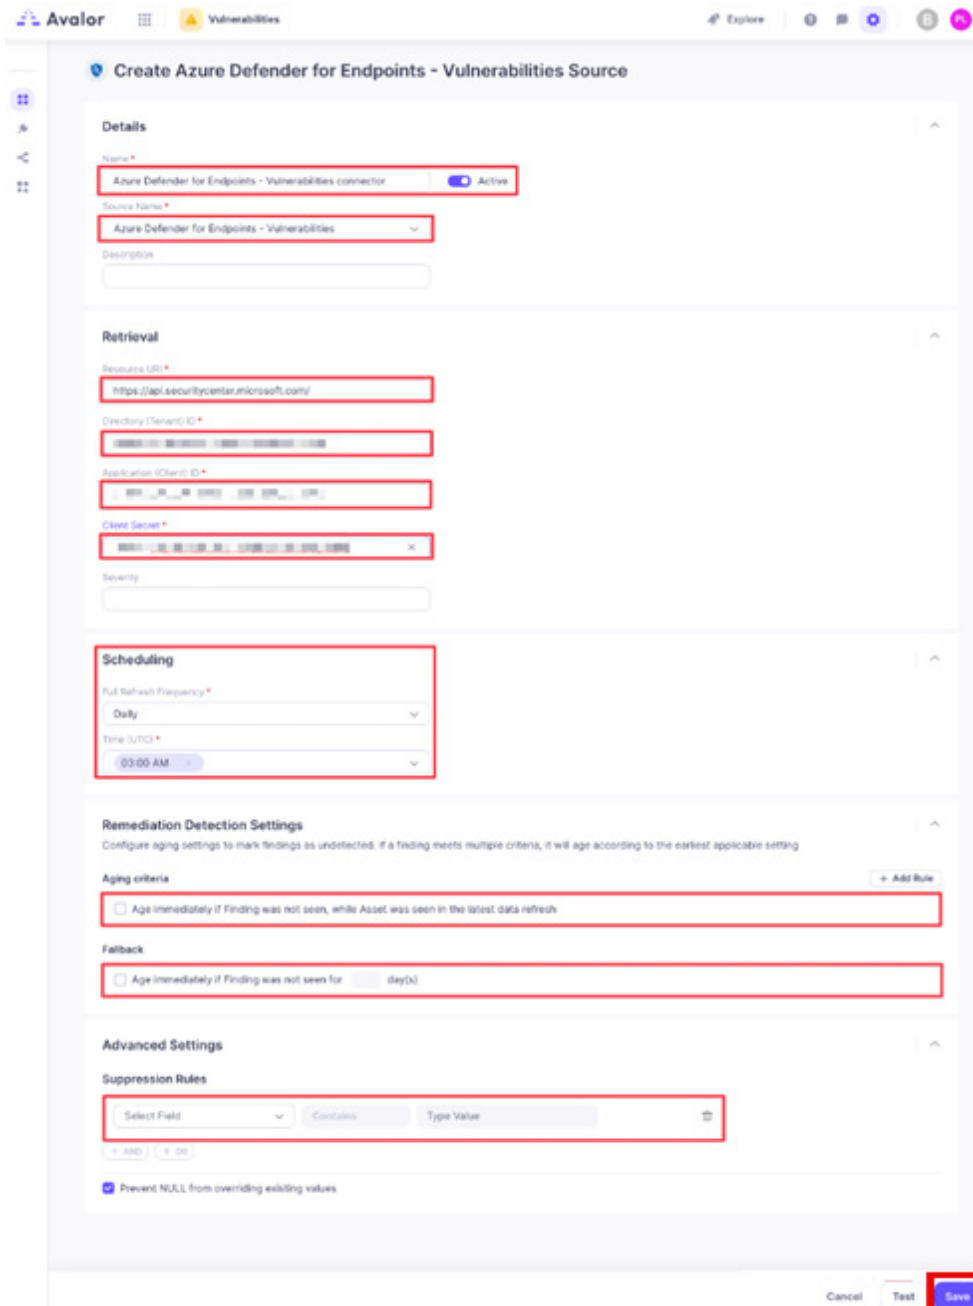 Avalor Vulnerabilities Explore B PL
Create Azure Defender for Endpoints - Vulnerabilities Source
Details
Name *
Azure Defender for Endpoints - Vulnerabilities connector Active
Source Name *
Azure Defender for Endpoints - Vulnerabilities
Description
Retrieval
Resource URI *
https://api.securitycenter.microsoft.com/
Directory (Tenant) ID *
Application (Client) ID *
Client Secret *
Severity
Scheduling
Full Refresh Frequency *
Daily
Time (UTC) *
03:00 AM
Remediation Detection Settings
Configure aging settings to mark findings as undetected. If a finding meets multiple criteria, it will age according to the earliest applicable setting
Aging criteria + Add Rule
Age immediately if Finding was not seen, while Asset was seen in the latest data refresh
Fallback
Age immediately if Finding was not seen for day(s)
Advanced Settings
Suppression Rules
Select Field Contains Type Value
+ AND + OR
Prevent NULL from overriding existing values
Cancel Test Save